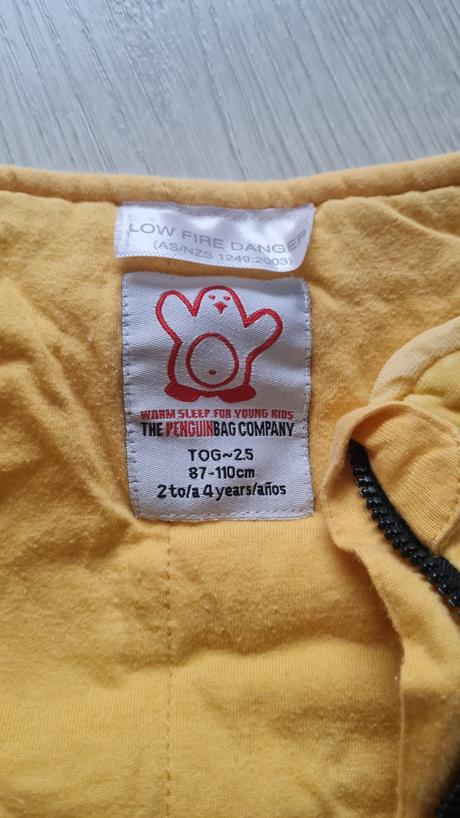 LOW FIRE DANGER
(AS/NZS 1249:2003)
WARM SLEEP FOR YOUNG KIDS
THE PENGUINBAG COMPANY
TOG~2.5
87-110cm
2 to/a 4 years/años